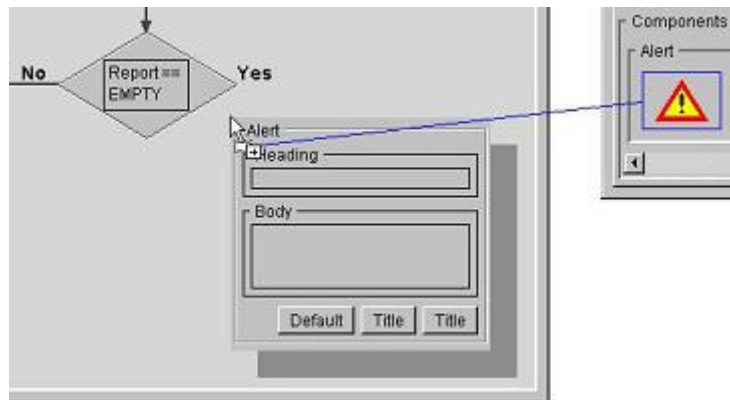 Components
Alert
No
Report ==
EMPTY
Yes
Alert
Heading
Body
Default
Title
Title